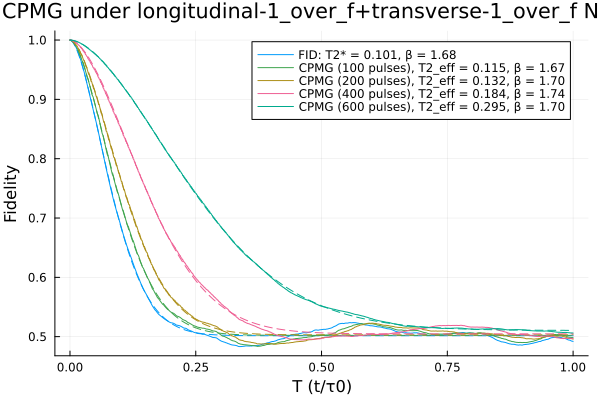 CPMG under longitudinal-1_over_f+transverse-1_over_f N
FID: T2* = 0.101, β = 1.68
CPMG (100 pulses), T2_eff = 0.115, β = 1.67
CPMG (200 pulses), T2_eff = 0.132, β = 1.70
CPMG (400 pulses), T2_eff = 0.184, β = 1.74
CPMG (600 pulses), T2_eff = 0.295, β = 1.70
1.0
0.9
0.8
0.7
0.6
0.5
Fidelity
0.00 0.25 0.50 0.75 1.00
T (t/τ0)